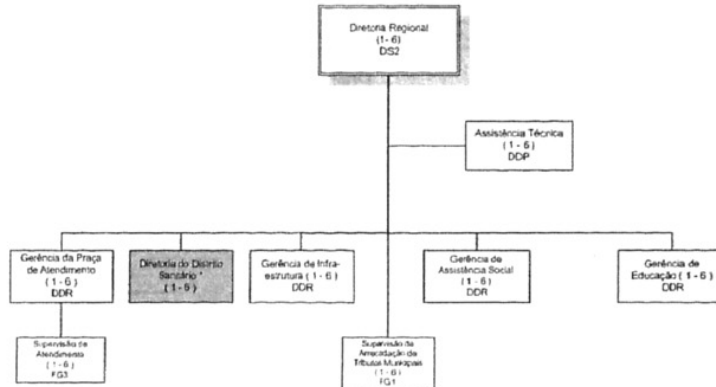 Diretoria Regional
(1 - 6)
DS2
Assistência Técnica
( 1 - 6 )
DDP
Gerência da Praça
de Atendimento
( 1 - 6 )
DDR
Diretoria do Distrito
Sanitário *
( 1 - 6 )
Gerência de Infra-
estrutura ( 1 - 6 )
DDR
Gerência de
Assistência Social
( 1 - 6 )
DDR
Gerência de
Educação ( 1 - 6 )
DDR
Supervisão de
Atendimento
( 1 - 6 )
FG3
Supervisão de
Arrecadação de
Tributos Municipais
( 1 - 6 )
FG1